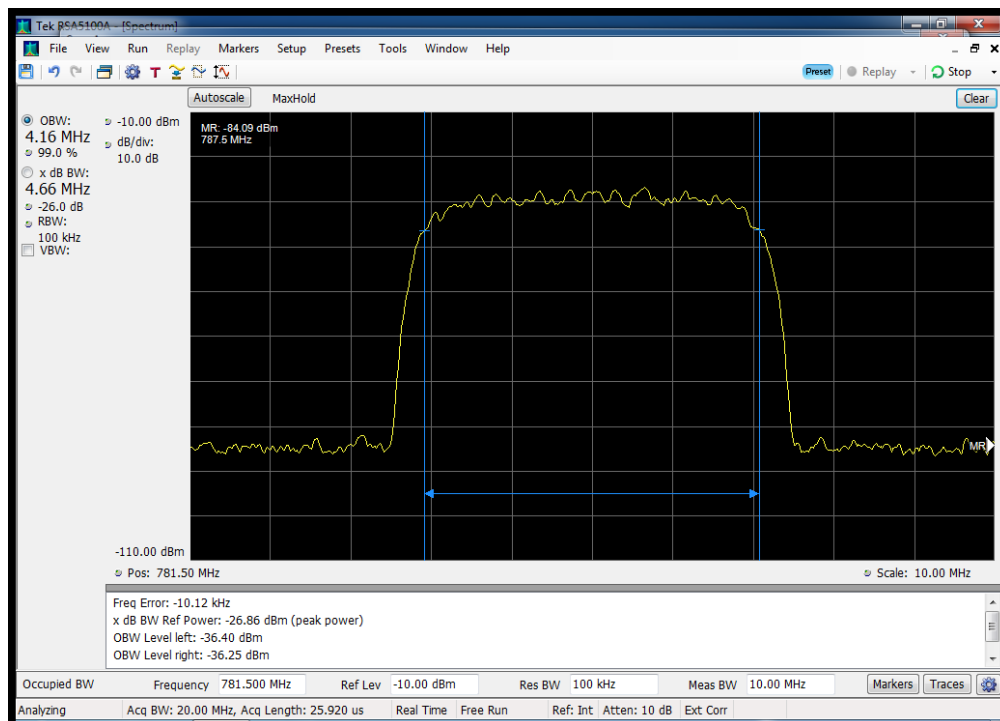 Tek RSA5100A - [Spectrum]
File View Run Replay Markers Setup Presets Tools Window Help
T Preset Replay Stop
Autoscale MaxHold Clear
OBW:
4.16 MHz
99.0 %
x dB BW:
4.66 MHz
-26.0 dB
RBW:
100 kHz
VBW:
-10.00 dBm
dB/div:
10.0 dB
MR: -84.09 dBm
787.5 MHz
MR
-110.00 dBm
Pos: 781.50 MHz Scale: 10.00 MHz
Freq Error: -10.12 kHz
x dB BW Ref Power: -26.86 dBm (peak power)
OBW Level left: -36.40 dBm
OBW Level right: -36.25 dBm
Occupied BW Frequency 781.500 MHz Ref Lev -10.00 dBm Res BW 100 kHz Meas BW 10.00 MHz Markers Traces
Analyzing Acq BW: 20.00 MHz, Acq Length: 25.920 us Real Time Free Run Ref: Int Atten: 10 dB Ext Corr